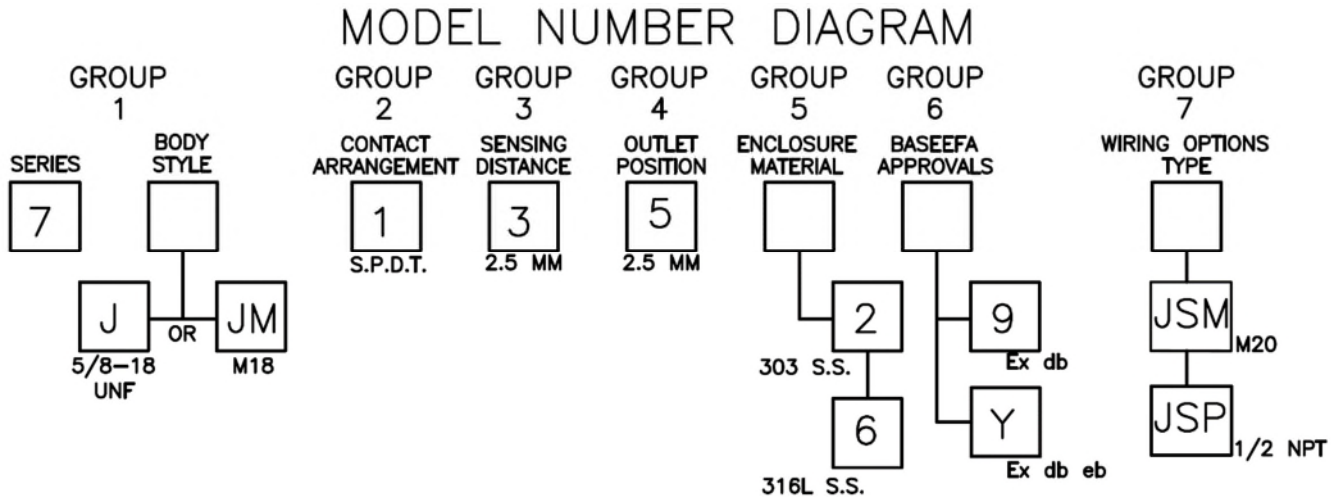 MODEL NUMBER DIAGRAM
GROUP
1
GROUP
2
GROUP
3
GROUP
4
GROUP
5
GROUP
6
GROUP
7
SERIES
BODY
STYLE
CONTACT
ARRANGEMENT
SENSING
DISTANCE
OUTLET
POSITION
ENCLOSURE
MATERIAL
BASEEFA
APPROVALS
WIRING OPTIONS
TYPE
7
1
S.P.D.T.
3
2.5 MM
5
2.5 MM
J
5/8-18
UNF
OR
JM
M18
2
303 S.S.
6
316L S.S.
9
Ex db
Y
Ex db eb
JSM
M20
JSP
1/2 NPT